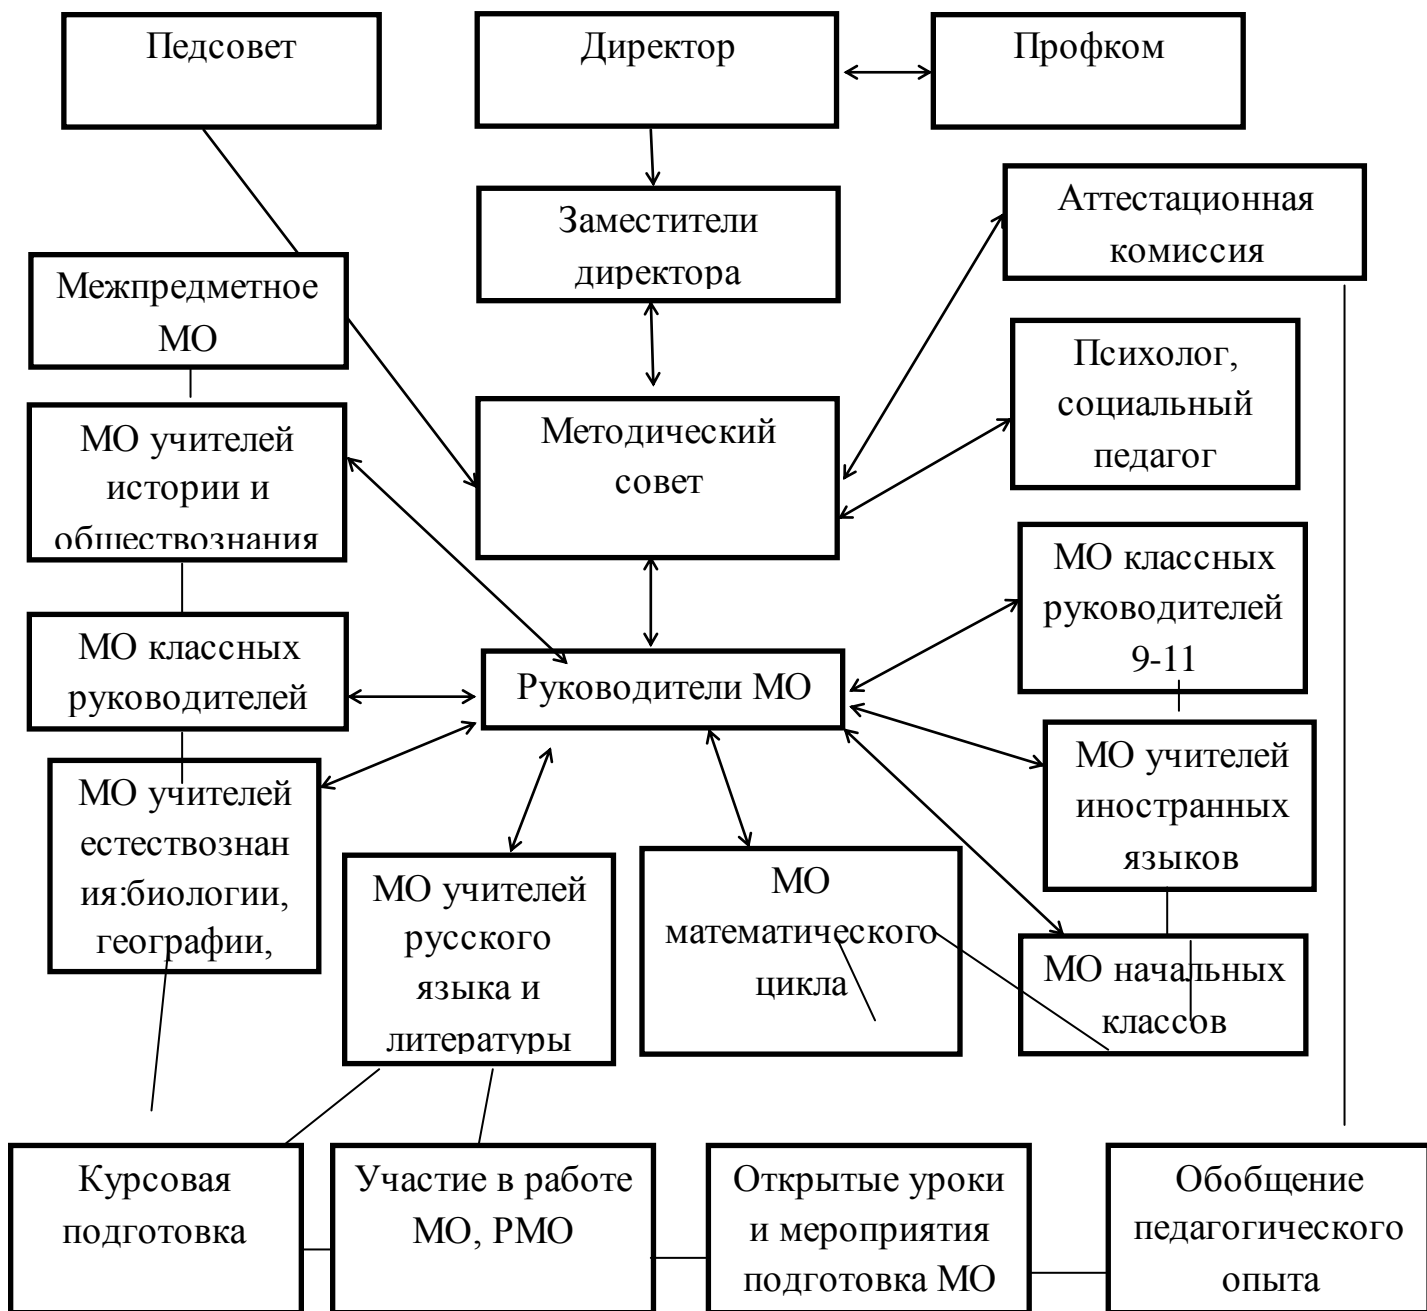 Педсовет
Директор
Профком
Заместители
директора
Аттестационная
комиссия
Межпредметное
МО
Психолог,
социальный
педагог
МО учителей
истории и
обществознания
Методический
совет
МО классных
руководителей
9-11
МО классных
руководителей
Руководители МО
МО учителей
иностранных
языков
МО учителей
естествознан
ия:биологии,
географии,
МО учителей
русского
языка и
литературы
МО
математического
цикла
МО начальных
классов
Курсовая
подготовка
Участие в работе
МО, РМО
Открытые уроки
и мероприятия
подготовка МО
Обобщение
педагогического
опыта